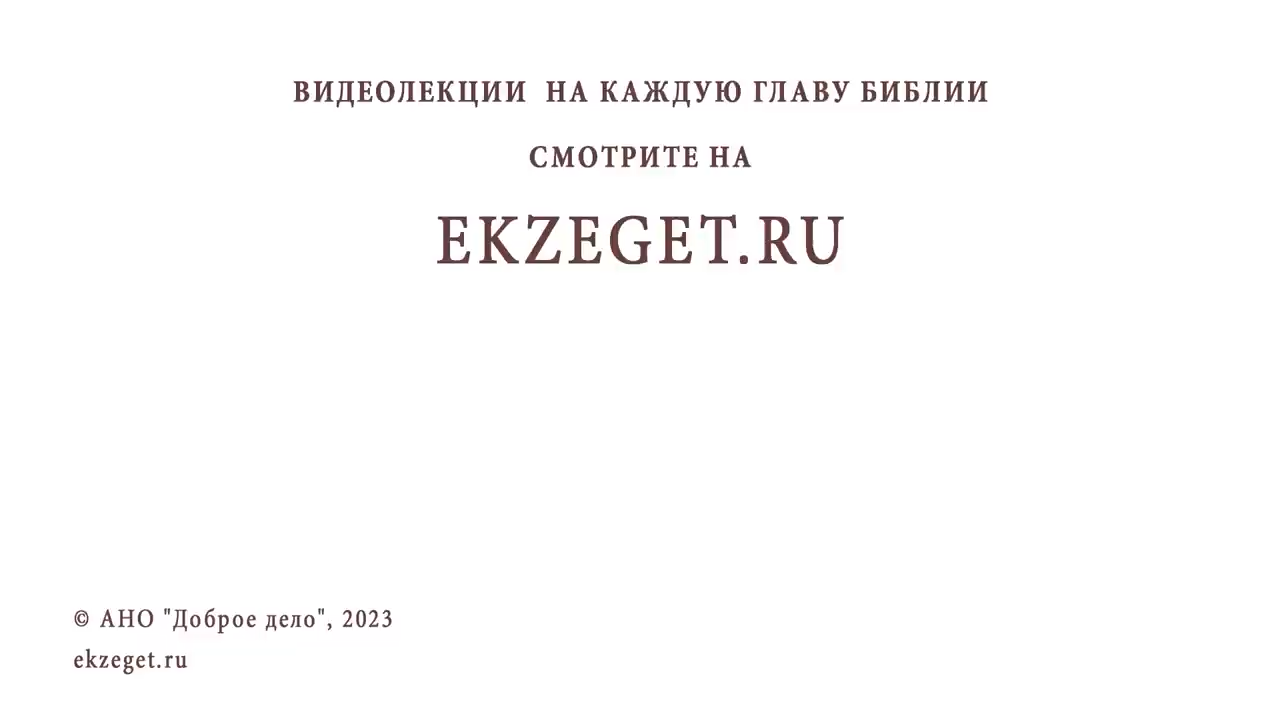 ВИДЕОЛЕКЦИИ НА КАЖДУЮ ГЛАВУ БИБЛИИ
СМОТРИТЕ НА
EKZEGET.RU
© АНО "Доброе дело", 2023
ekzeget.ru